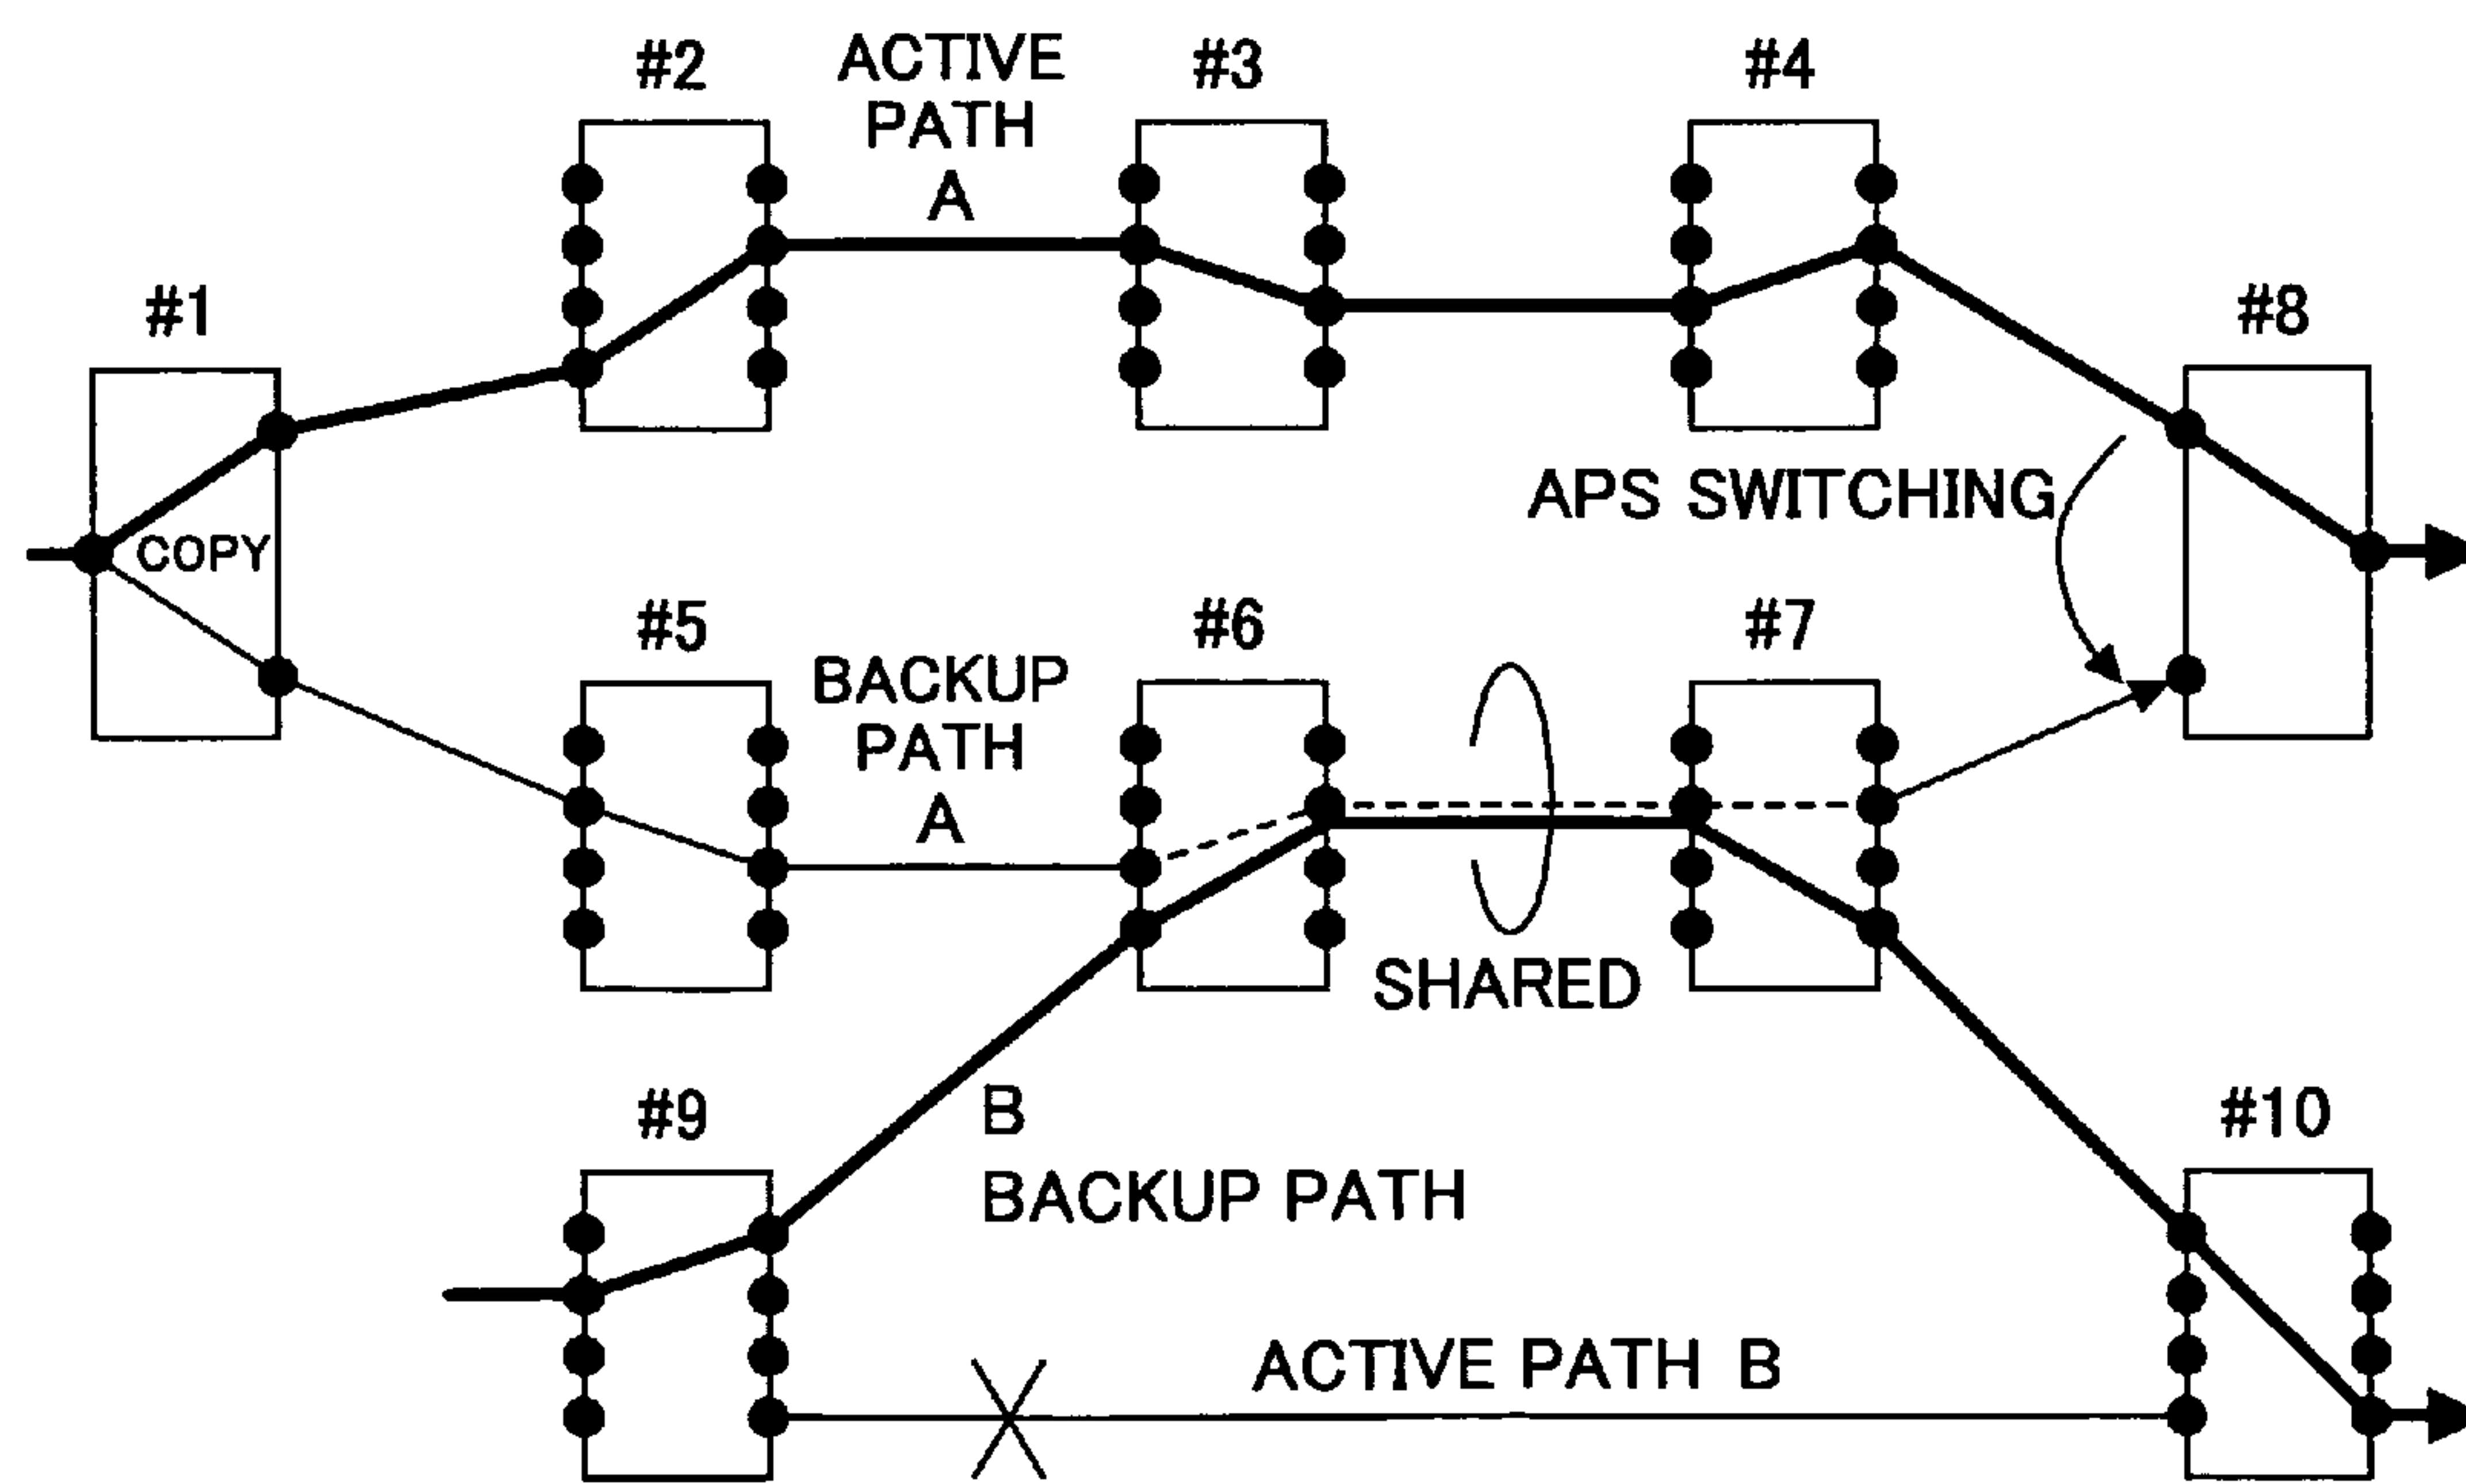 #2
ACTIVE
PATH
A
#3
#4
#1
#8
COPY
APS SWITCHING
#5
BACKUP
PATH
A
#6
#7
SHARED
#9
B
BACKUP PATH
#10
ACTIVE PATH B